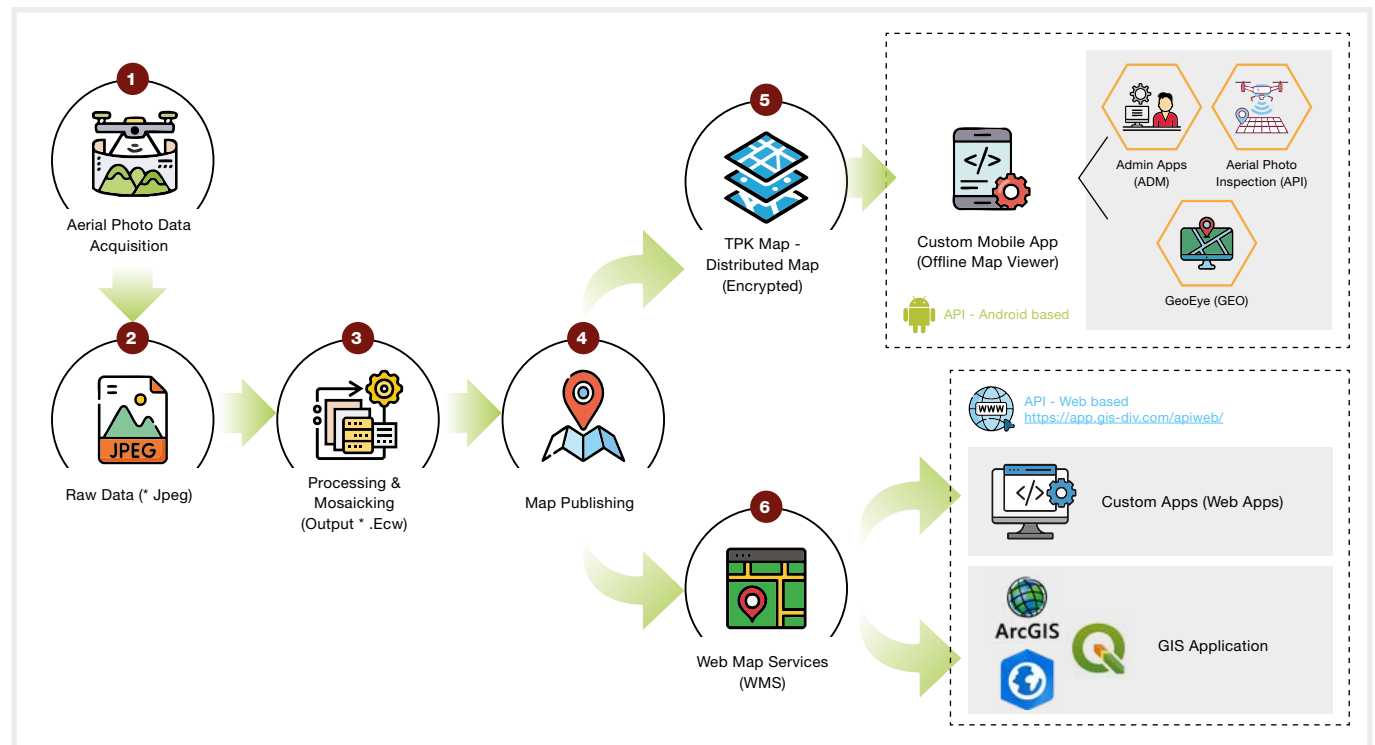 1
Aerial Photo Data
Acquisition
2
JPEG
Raw Data (* Jpeg)
3
Processing &
Mosaicking
(Output * .Ecw)
4
Map Publishing
5
TPK Map -
Distributed Map
(Encrypted)
</>
Custom Mobile App
(Offline Map Viewer)
API - Android based
Admin Apps
(ADM)
Aerial Photo
Inspection (API)
GeoEye (GEO)
6
Web Map Services
(WMS)
WWW
API - Web based
https://app.gis-div.com/apiweb/
</>
Custom Apps (Web Apps)
ArcGIS
GIS Application